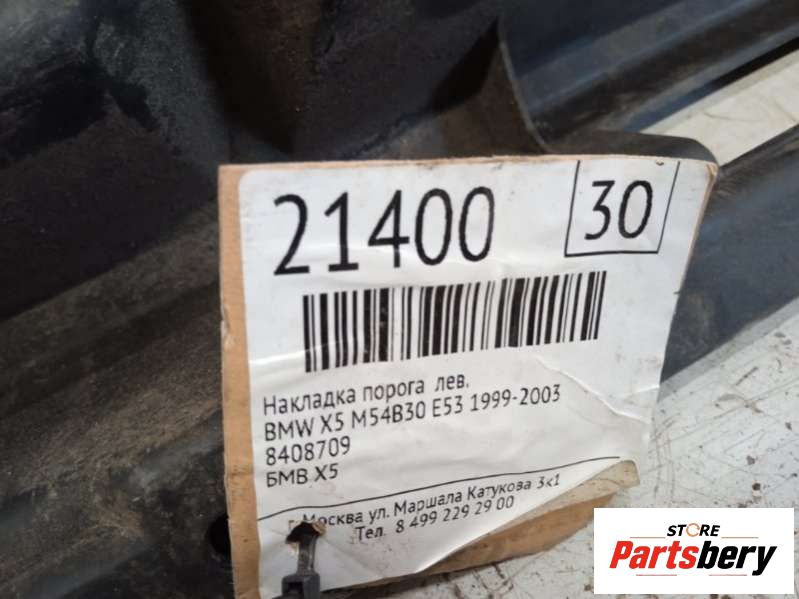 21400
30
Накладка порога лев.
BMW X5 M54B30 E53 1999-2003
8408709
БМВ Х5
г. Москва ул. Маршала Катукова 3к1
Тел. 8 499 229 29 00
STORE
Partsbery